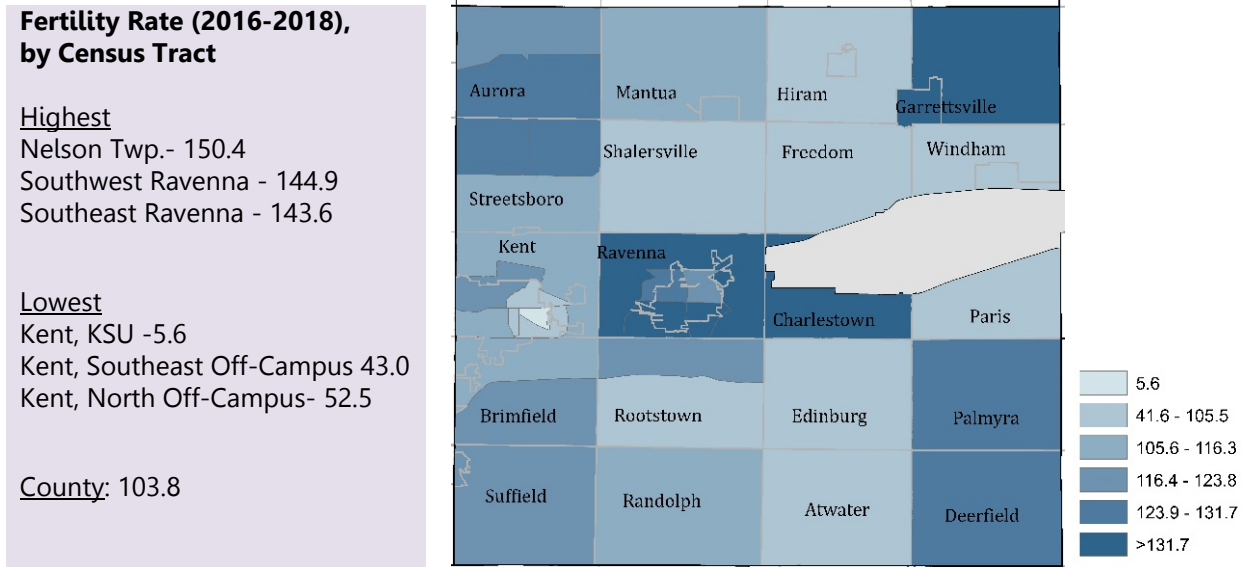 Fertility Rate (2016-2018),
by Census Tract
Highest
Nelson Twp.- 150.4
Southwest Ravenna - 144.9
Southeast Ravenna - 143.6
Lowest
Kent, KSU -5.6
Kent, Southeast Off-Campus 43.0
Kent, North Off-Campus- 52.5
County: 103.8
Aurora
Mantua
Hiram
Garrettsville
Shalersville
Freedom
Windham
Streetsboro
Kent
Ravenna
Charlestown
Paris
Brimfield
Rootstown
Edinburg
Palmyra
Suffield
Randolph
Atwater
Deerfield
5.6
41.6 - 105.5
105.6 - 116.3
116.4 - 123.8
123.9 - 131.7
>131.7